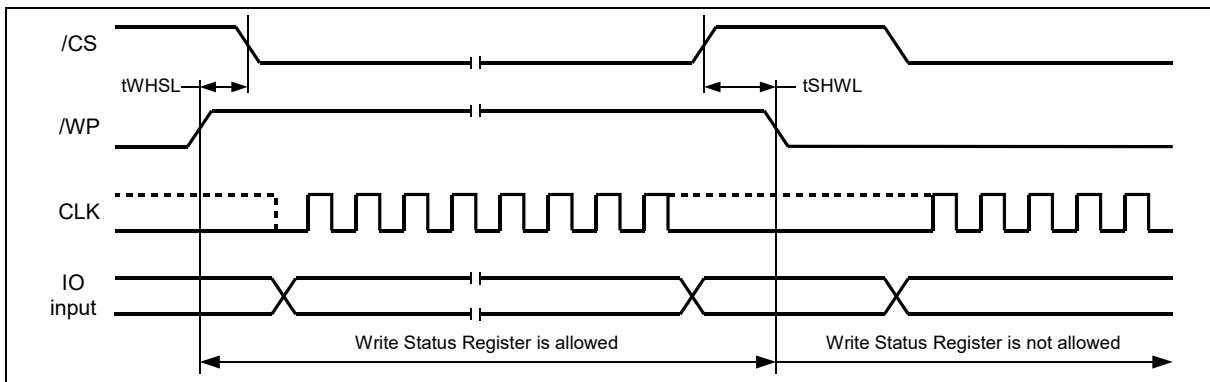 /CS
tWHSL
tSHWL
/WP
CLK
IO
input
Write Status Register is allowed
Write Status Register is not allowed